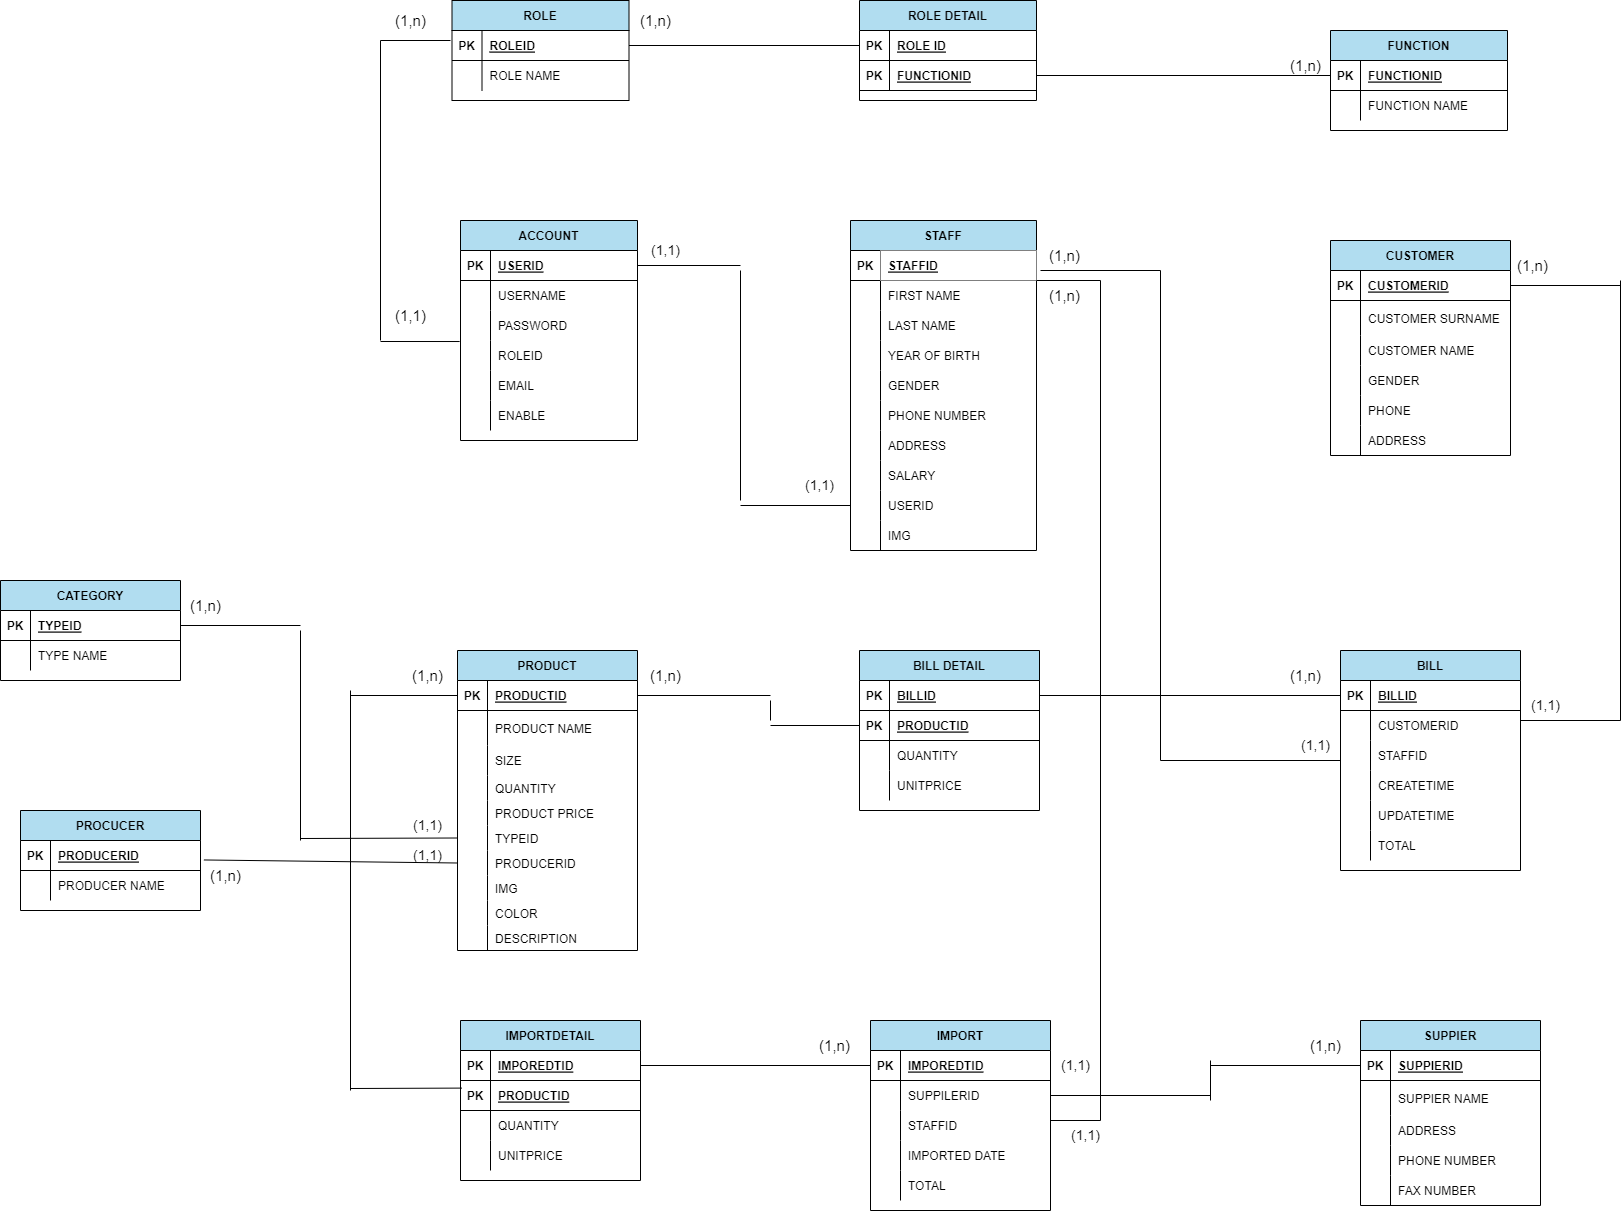 (1,n)
ROLE
PK ROLEID
ROLE NAME
(1,n)
ROLE DETAIL
PK ROLE ID
PK FUNCTIONID
(1,n)
FUNCTION
PK FUNCTIONID
FUNCTION NAME
ACCOUNT
PK USERID
USERNAME
PASSWORD
ROLEID
EMAIL
ENABLE
(1,1)
(1,1)
STAFF
PK STAFFID
FIRST NAME
LAST NAME
YEAR OF BIRTH
GENDER
PHONE NUMBER
ADDRESS
SALARY
USERID
IMG
(1,1)
(1,n)
(1,n)
CUSTOMER
PK CUSTOMERID
CUSTOMER SURNAME
CUSTOMER NAME
GENDER
PHONE
ADDRESS
(1,n)
CATEGORY
PK TYPEID
TYPE NAME
(1,n)
PROCUCER
PK PRODUCERID
PRODUCER NAME
(1,n)
(1,n)
PRODUCT
PK PRODUCTID
PRODUCT NAME
SIZE
QUANTITY
PRODUCT PRICE
TYPEID
PRODUCERID
IMG
COLOR
DESCRIPTION
(1,1)
(1,1)
(1,n)
BILL DETAIL
PK BILLID
PK PRODUCTID
QUANTITY
UNITPRICE
(1,n)
(1,1)
BILL
PK BILLID
CUSTOMERID
STAFFID
CREATETIME
UPDATETIME
TOTAL
(1,1)
IMPORTDETAIL
PK IMPOREDTID
PK PRODUCTID
QUANTITY
UNITPRICE
(1,n)
IMPORT
PK IMPOREDTID
SUPPILERID
STAFFID
IMPORTED DATE
TOTAL
(1,1)
(1,1)
(1,n)
SUPPIER
PK SUPPIERID
SUPPIER NAME
ADDRESS
PHONE NUMBER
FAX NUMBER